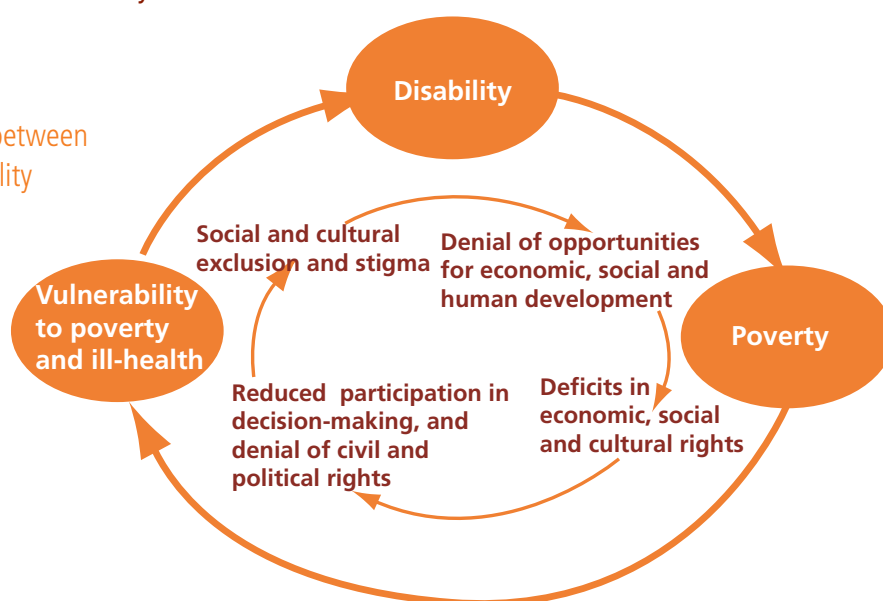 Disability
between
Social and cultural
exclusion and stigma
Denial of opportunities
for economic, social and
human development
Vulnerability
to poverty
and ill-health
Poverty
Reduced participation in
decision-making, and
denial of civil and
political rights
Deficits in
economic, social
and cultural rights